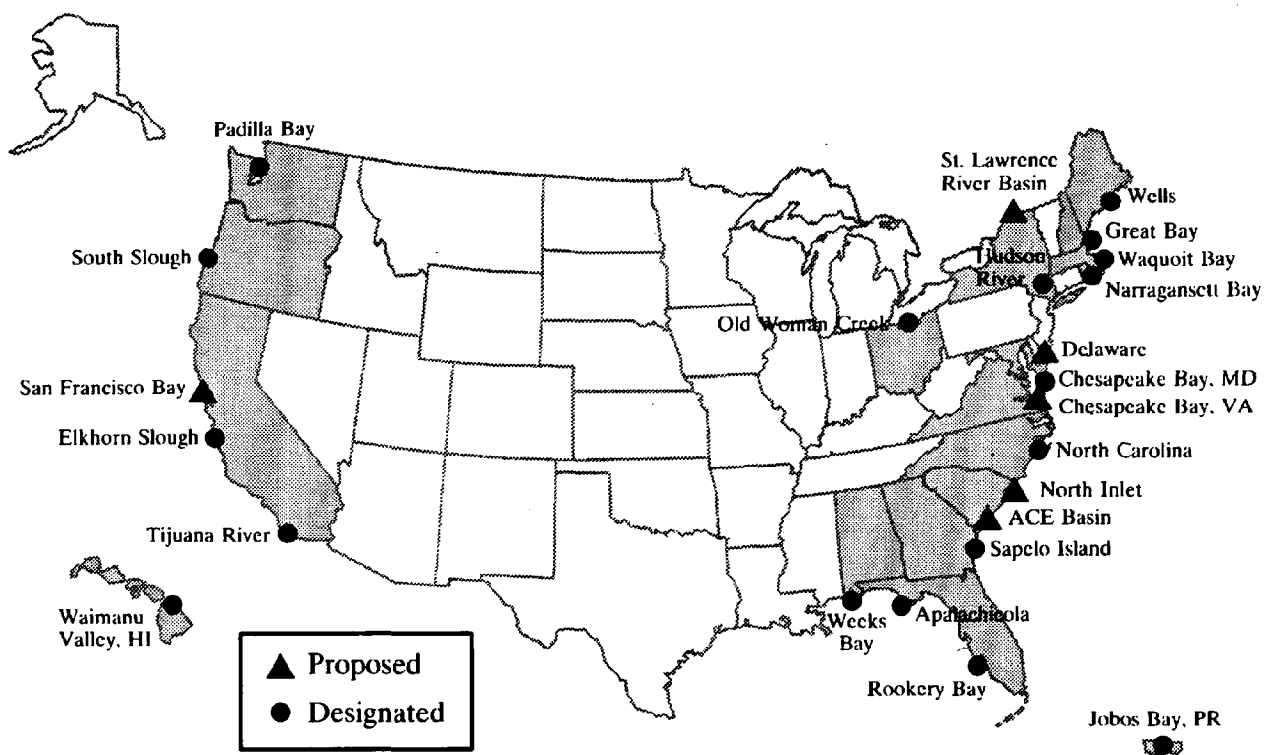 Padilla Bay
St. Lawrence
River Basin
Wells
Great Bay
South Slough
Hudson
River
Waquoit Bay
Narragansett Bay
Old Woman Creek
Delaware
San Francisco Bay
Chesapeake Bay, MD
Chesapeake Bay, VA
Elkhorn Slough
North Carolina
North Inlet
ACE Basin
Tijuana River
Sapelo Island
Waimanu
Valley, HI
Weeks
Bay
Apalachicola
Rookery Bay
Proposed
Designated
Jobos Bay, PR